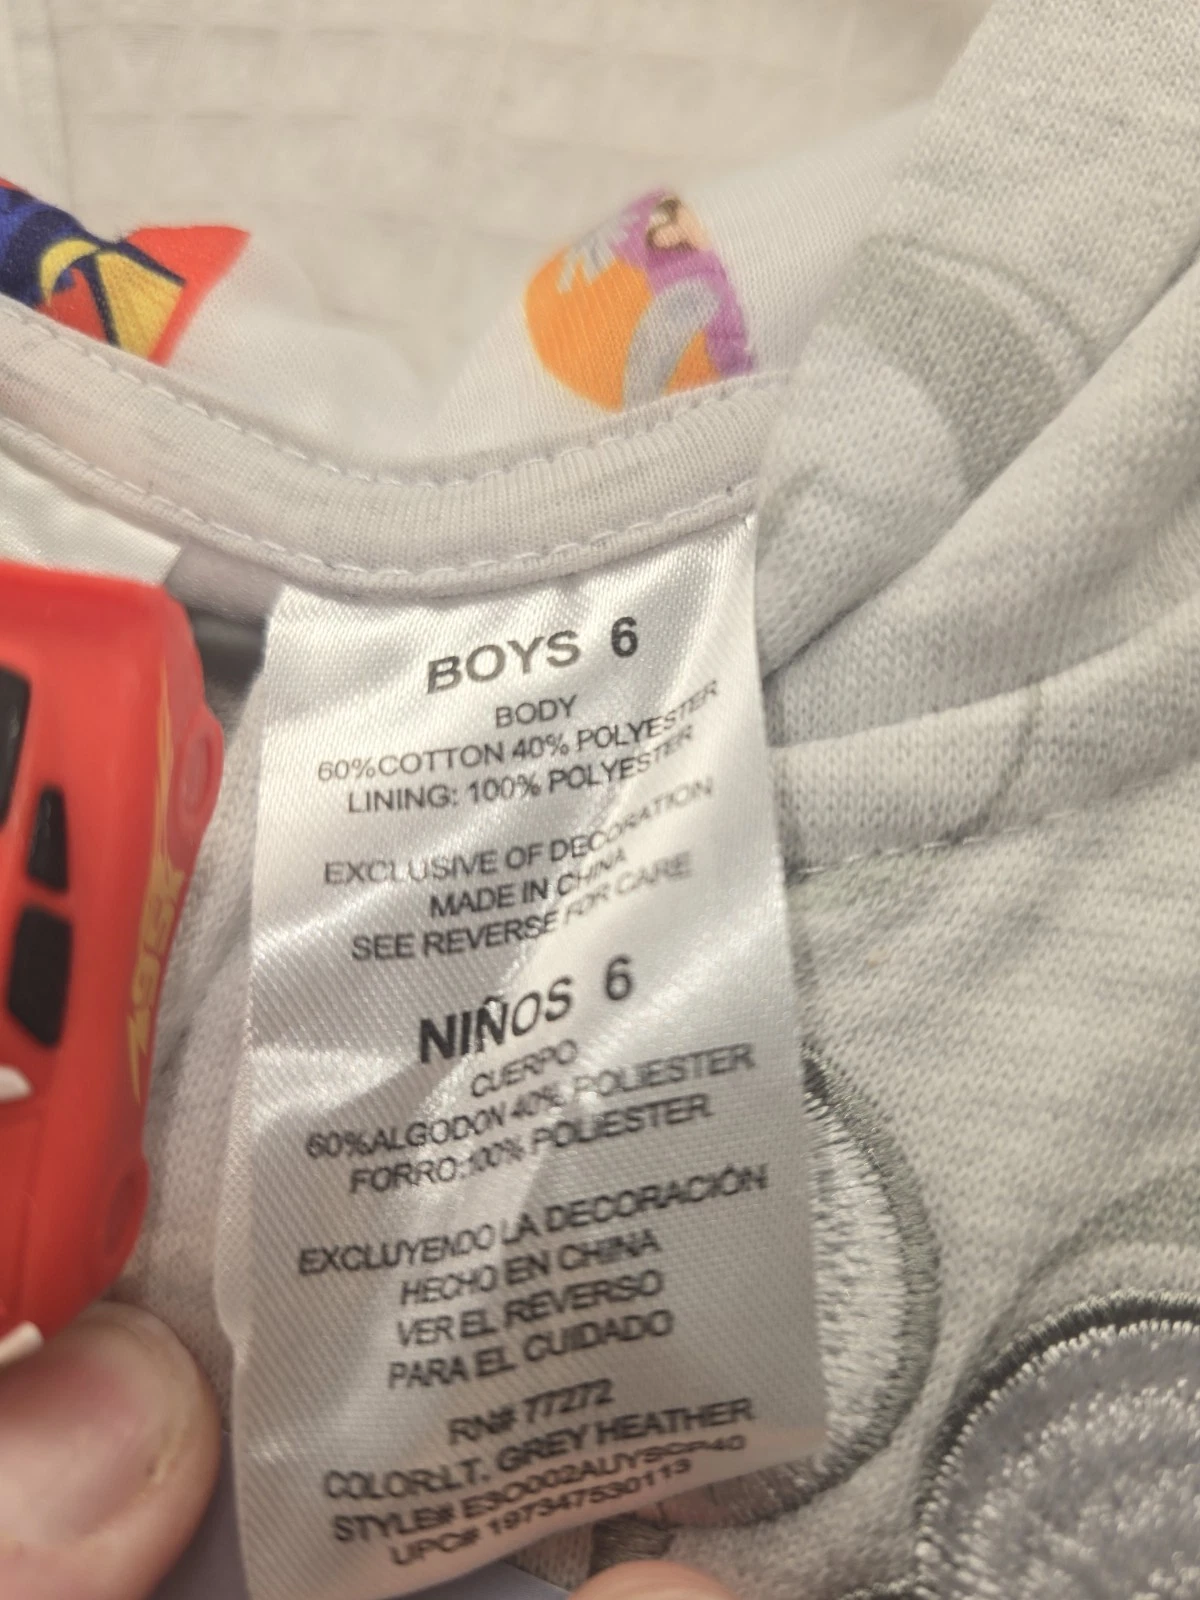 BOYS 6
BODY
60%COTTON 40% POLYESTER
LINING: 100% POLYESTER
EXCLUSIVE OF DECORATION
MADE IN CHINA
SEE REVERSE FOR CARE
NIÑOS 6
CUERPO
60%ALGODON 40% POLIESTER
FORRO:100% POLIESTER
EXCLUYENDO LA DECORACIÓN
HECHO EN CHINA
VER EL REVERSO
PARA EL CUIDADO
RN# 77272
COLOR:LT. GREY HEATHER
STYLE#
UPC# 197347530113
95